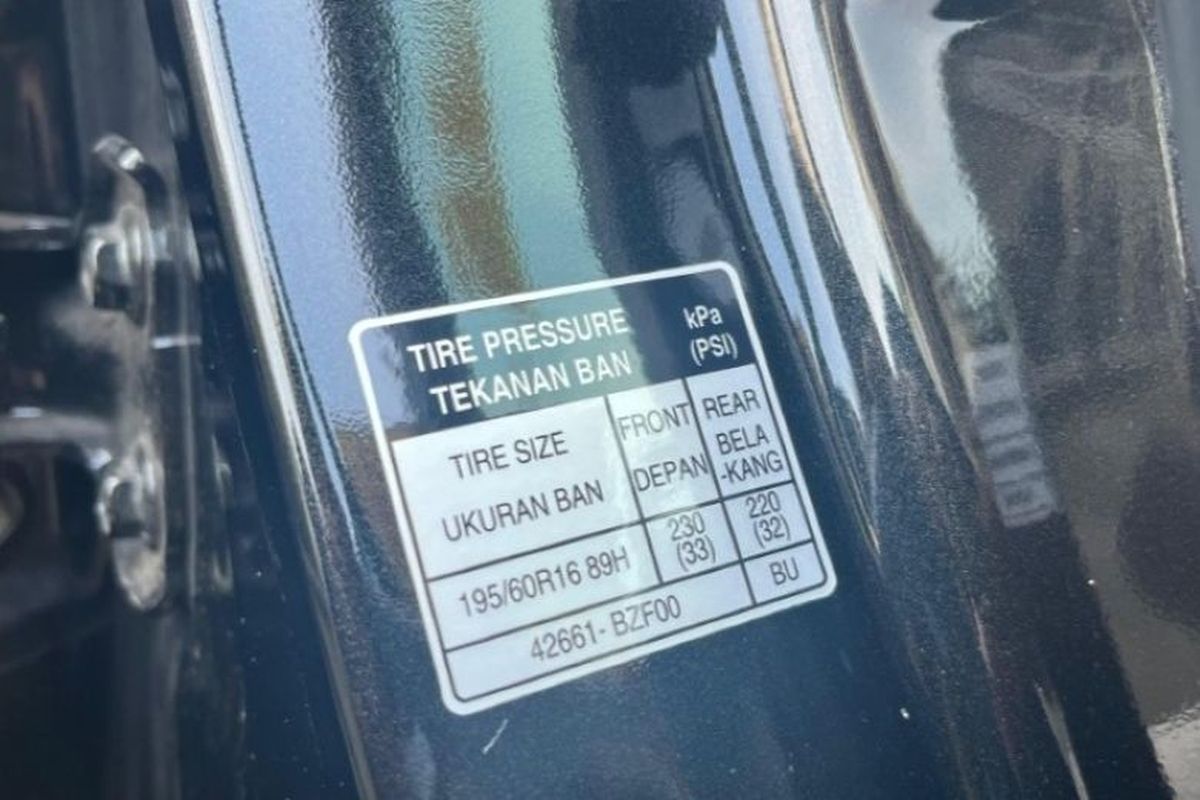 TIRE PRESSURE kPa
TEKANAN BAN (PSI)
TIRE SIZE FRONT REAR
UKURAN BAN DEPAN BELA
-KANG
195/60R16 89H 230 220
(33) (32)
42661- BZF00 BU